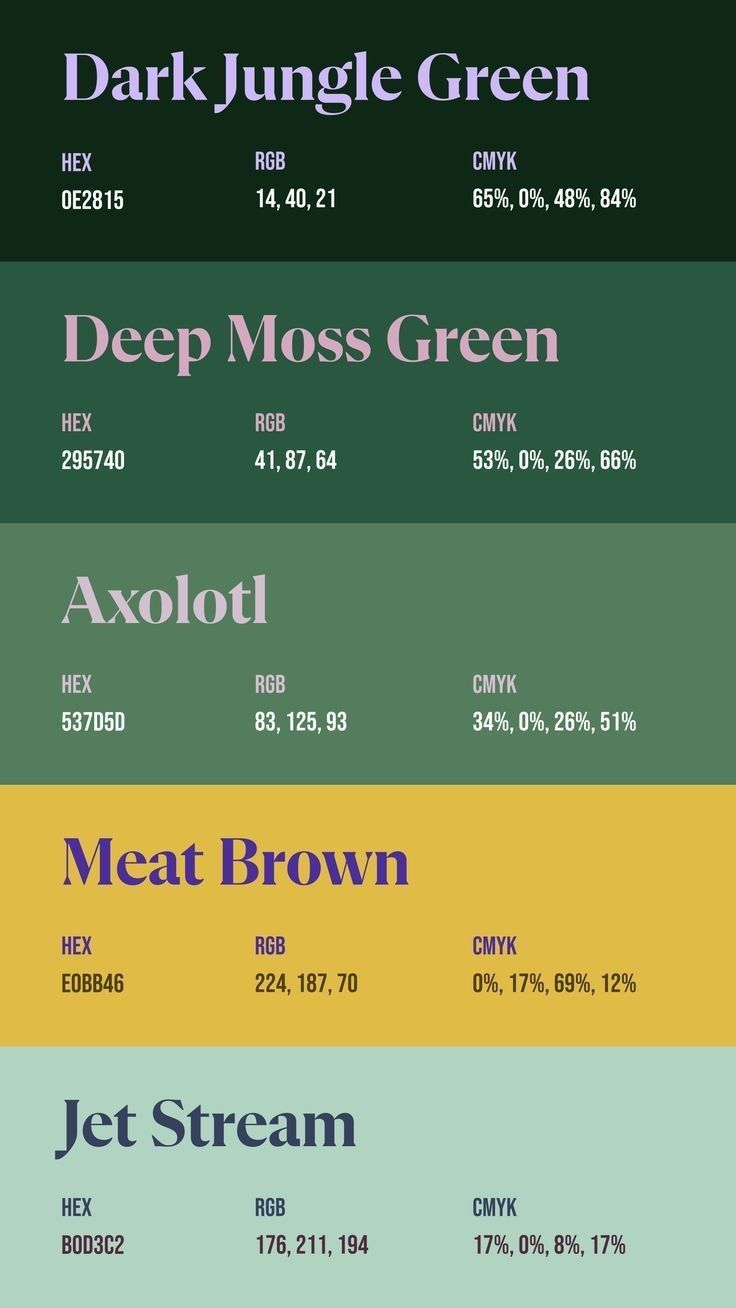 Dark Jungle Green
HEX RGB CMYK
0E2815 14, 40, 21 65%, 0%, 48%, 84%
Deep Moss Green
HEX RGB CMYK
295740 41, 87, 64 53%, 0%, 26%, 66%
Axolotl
HEX RGB CMYK
537D5D 83, 125, 93 34%, 0%, 26%, 51%
Meat Brown
HEX RGB CMYK
E0BB46 224, 187, 70 0%, 17%, 69%, 12%
Jet Stream
HEX RGB CMYK
B0D3C2 176, 211, 194 17%, 0%, 8%, 17%